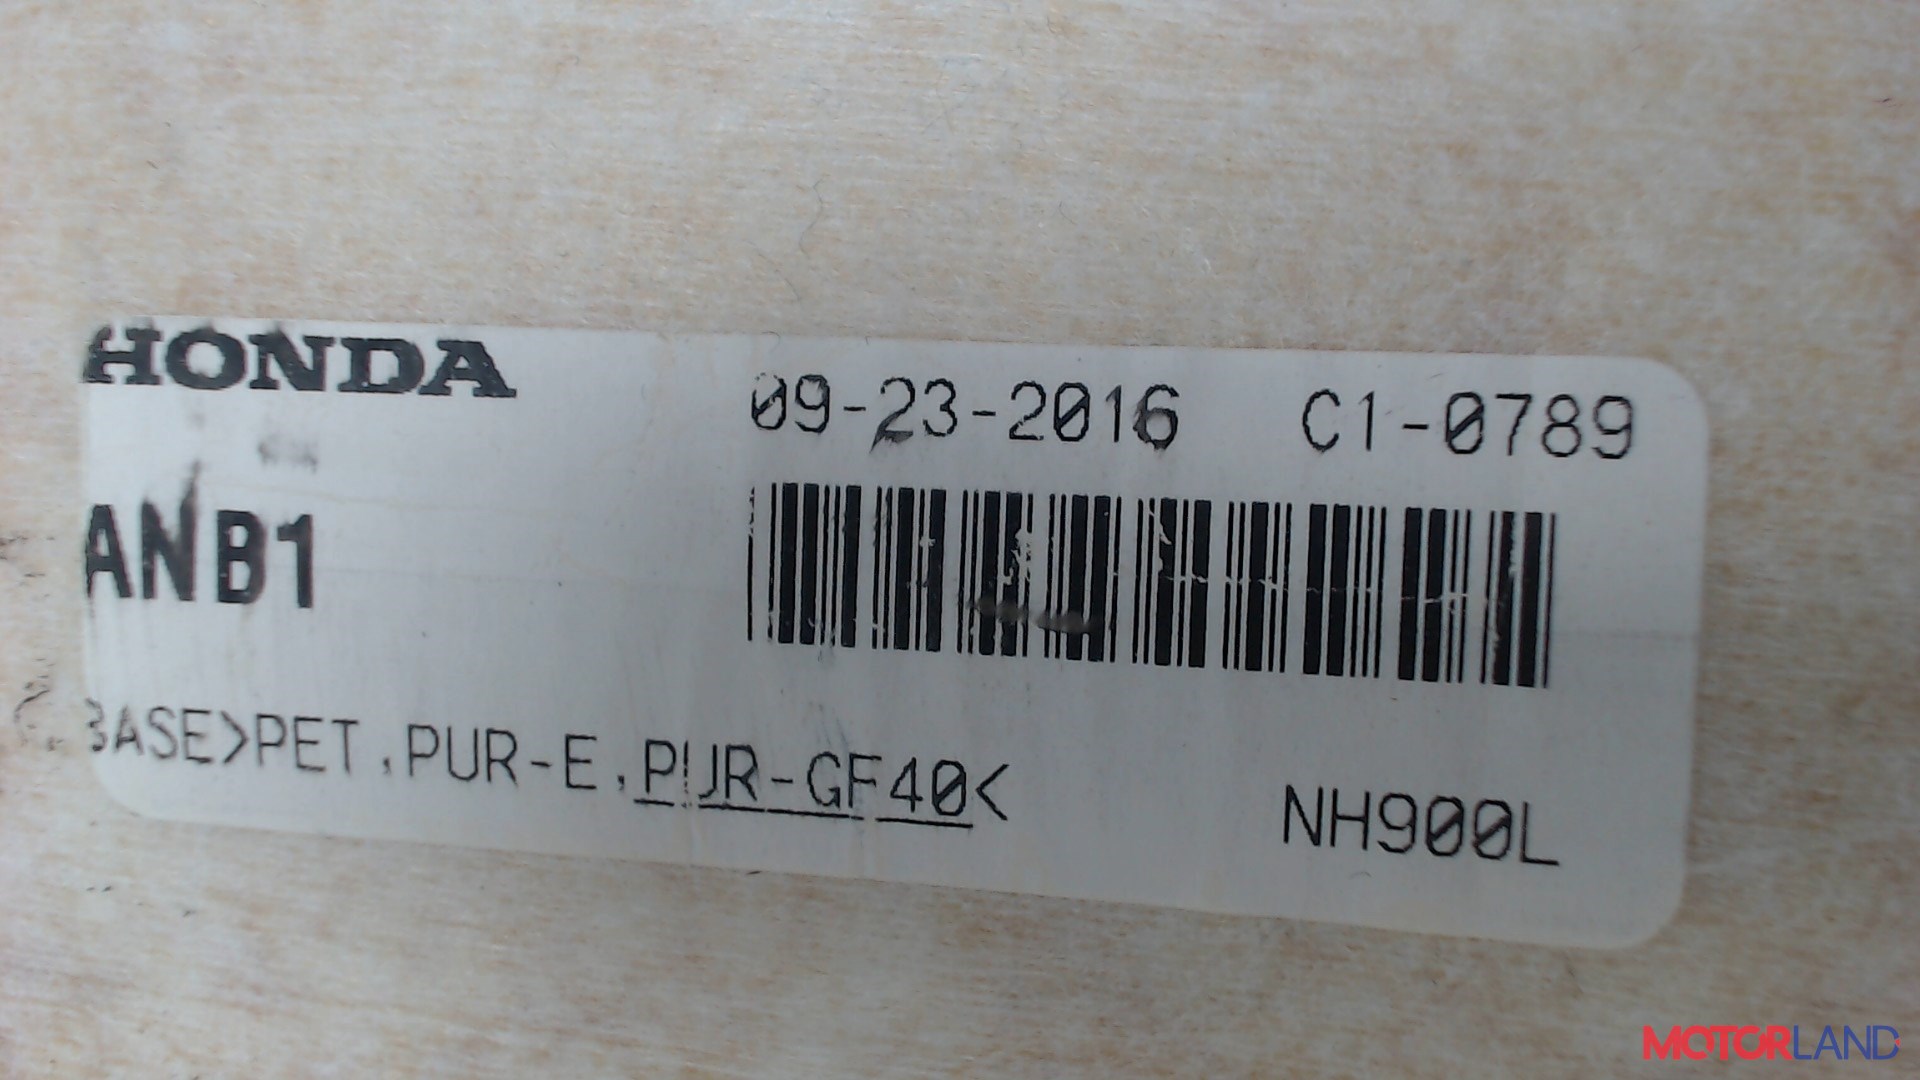 HONDA
09-23-2016 C1-0789
ANB1
BASE>PET,PUR-E,PUR-GF40<
NH900L
MOTORLAND